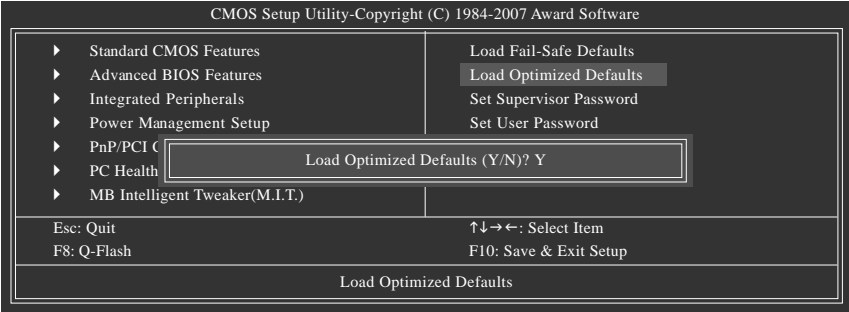 CMOS Setup Utility-Copyright (C) 1984-2007 Award Software
Standard CMOS Features
Advanced BIOS Features
Integrated Peripherals
Power Management Setup
PnP/PCI
PC Health
MB Intelligent Tweaker(M.I.T.)
Load Fail-Safe Defaults
Load Optimized Defaults
Set Supervisor Password
Set User Password
Load Optimized Defaults (Y/N)? Y
Esc: Quit
↑↓→←: Select Item
F8: Q-Flash
F10: Save & Exit Setup
Load Optimized Defaults